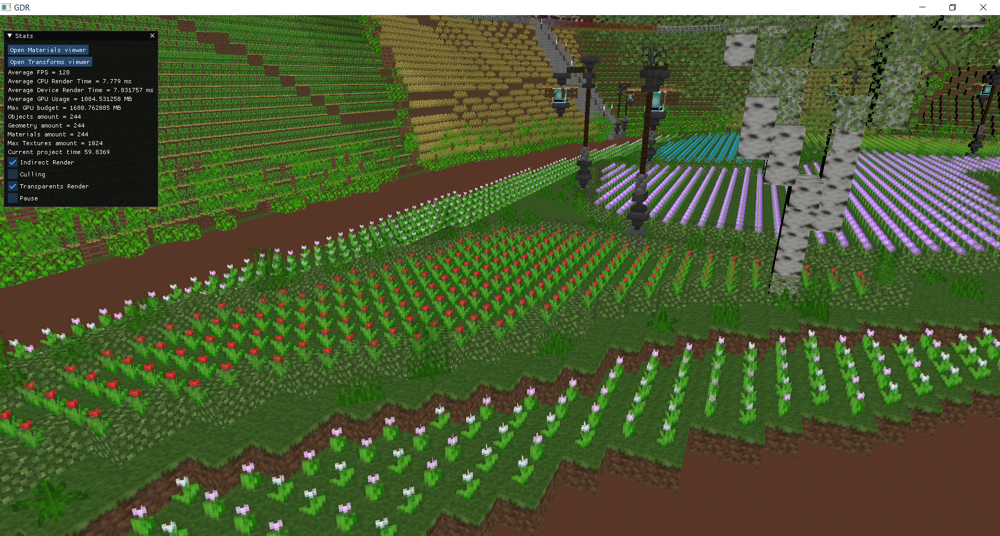 GDR
Stats
Open Materials viewer
Open Transforms viewer
Average FPS = 128
Average CPU Render Time = 7.779 ms
Average Device Render Time = 7.831757 ms
Average GPU Usage = 1084.531250 MB
Max GPU budget = 1680.762085 MB
Objects amount = 244
Geometry amount = 244
Materials amount = 244
Max Textures amount = 1024
Current project time 59.8369
Indirect Render
Culling
Transparents Render
Pause